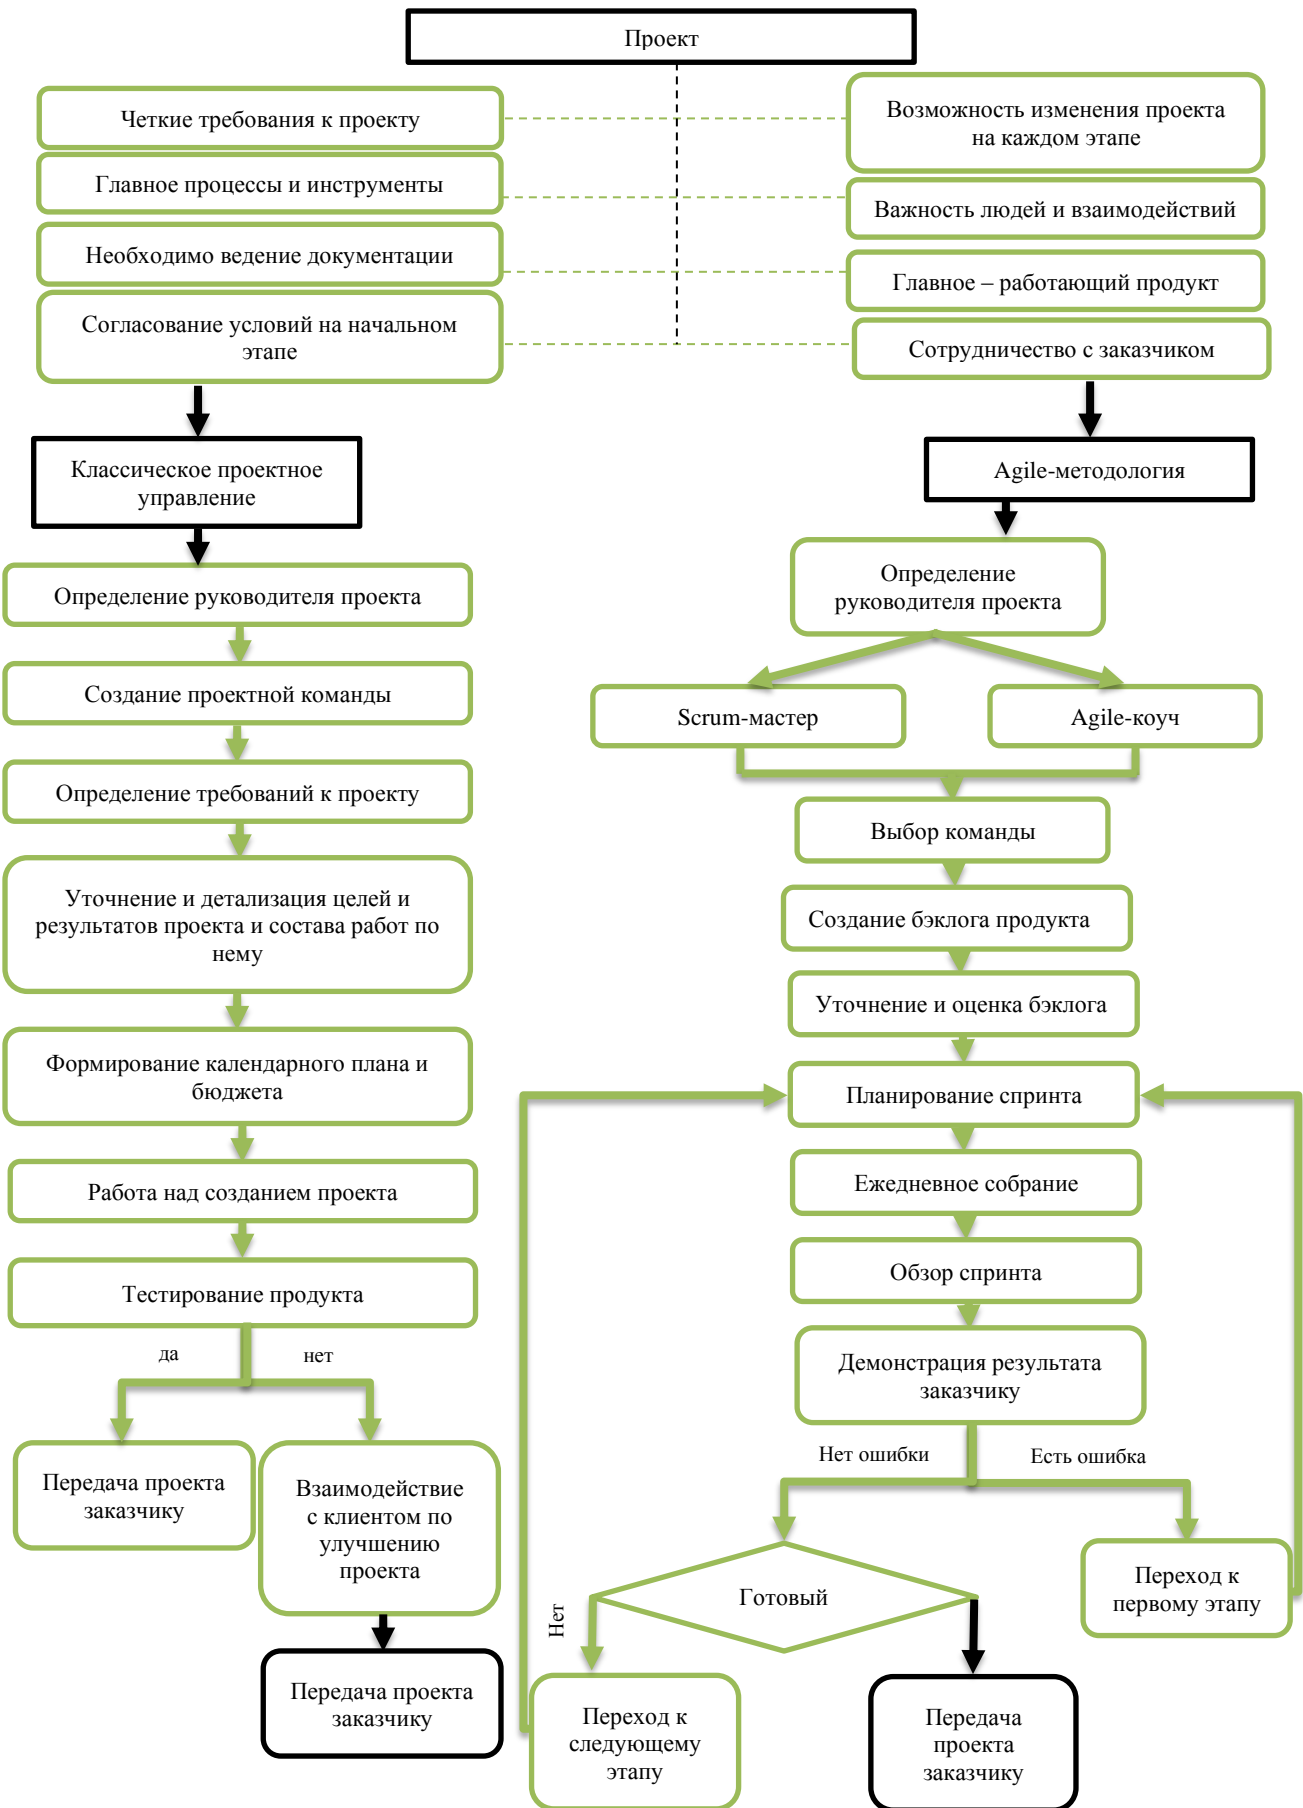 Проект
Четкие требования к проекту
Возможность изменения проекта
на каждом этапе
Главное процессы и инструменты
Важность людей и взаимодействий
Необходимо ведение документации
Главное – работающий продукт
Согласование условий на начальном
этапе
Сотрудничество с заказчиком
Классическое проектное
управление
Agile-методология
Определение руководителя проекта
Создание проектной команды
Определение требований к проекту
Уточнение и детализация целей и
результатов проекта и состава работ по
нему
Формирование календарного плана и
бюджета
Работа над созданием проекта
Тестирование продукта
да
нет
Передача проекта
заказчику
Взаимодействие
с клиентом по
улучшению
проекта
Передача проекта
заказчику
Определение
руководителя проекта
Scrum-мастер
Agile-коуч
Выбор команды
Создание бэклога продукта
Уточнение и оценка бэклога
Планирование спринта
Ежедневное собрание
Обзор спринта
Демонстрация результата
заказчику
Нет ошибки
Есть ошибка
Готовый
Переход к
первому этапу
Нет
Переход к
следующему
этапу
Передача
проекта
заказчику